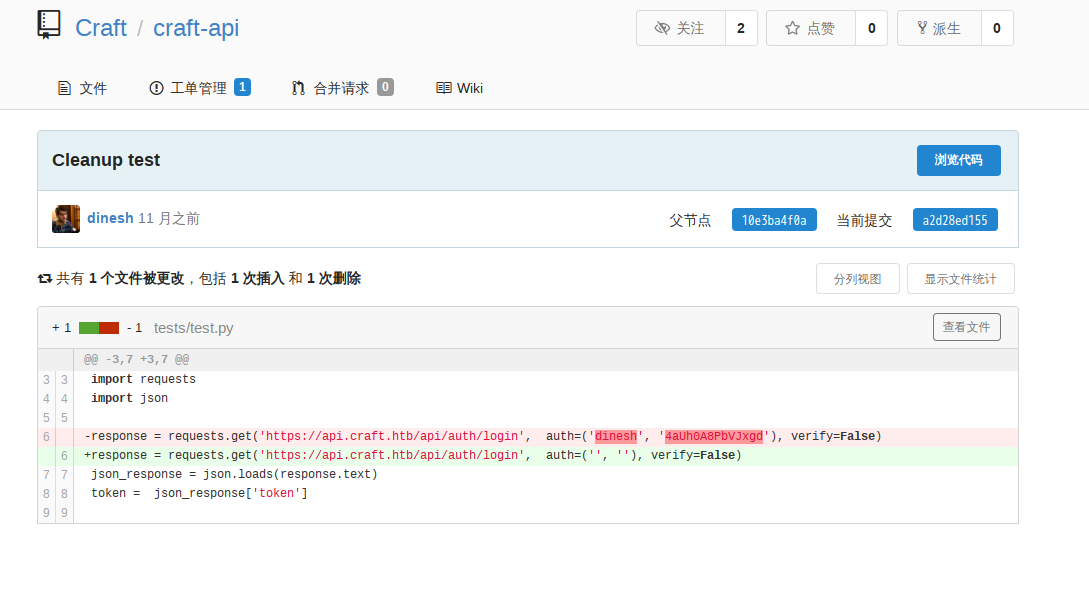 Craft / craft-api 关注 2 点赞 0 派生 0
文件 工单管理 1 合并请求 0 Wiki
Cleanup test 浏览代码
dinesh 11 月之前 父节点 10e3ba4f0a 当前提交 a2d28ed155
共有 1 个文件被更改，包括 1 次插入 和 1 次删除 分列视图 显示文件统计
+ 1 - 1 tests/test.py 查看文件
@@ -3,7 +3,7 @@
3 3 import requests
4 4 import json
5 5
6 -response = requests.get('https://api.craft.htb/api/auth/login', auth=('dinesh', '4aUh0A8PbVJxgd'), verify=False)
6 +response = requests.get('https://api.craft.htb/api/auth/login', auth=('', ''), verify=False)
7 7 json_response = json.loads(response.text)
8 8 token = json_response['token']
9 9